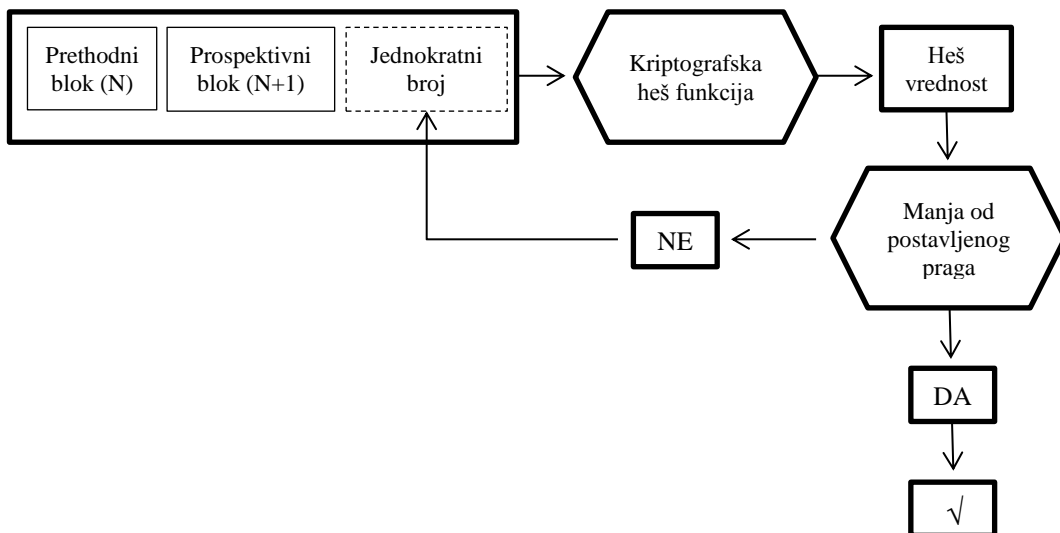 Prethodni
blok (N)
Prospektivni
blok (N+1)
Jednokratni
broj
Kriptografska
heš funkcija
Heš
vrednost
Manja od
postavljenog
praga
NE
DA
√